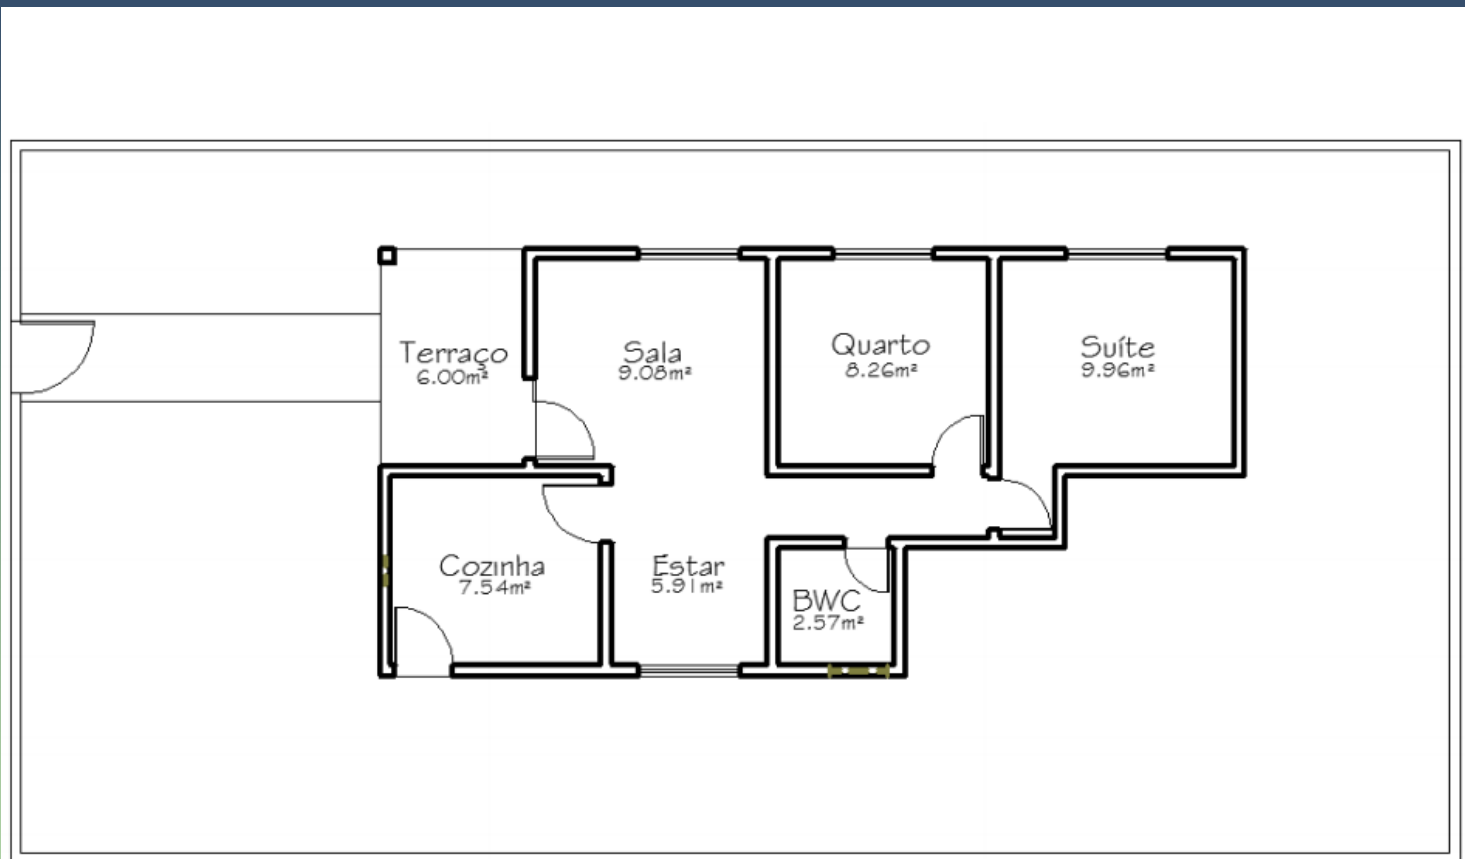 Terraço
6.00m²
Sala
9.08m²
Quarto
8.26m²
Suíte
9.96m²
Cozinha
7.54m²
Estar
5.91m²
BWC
2.57m²